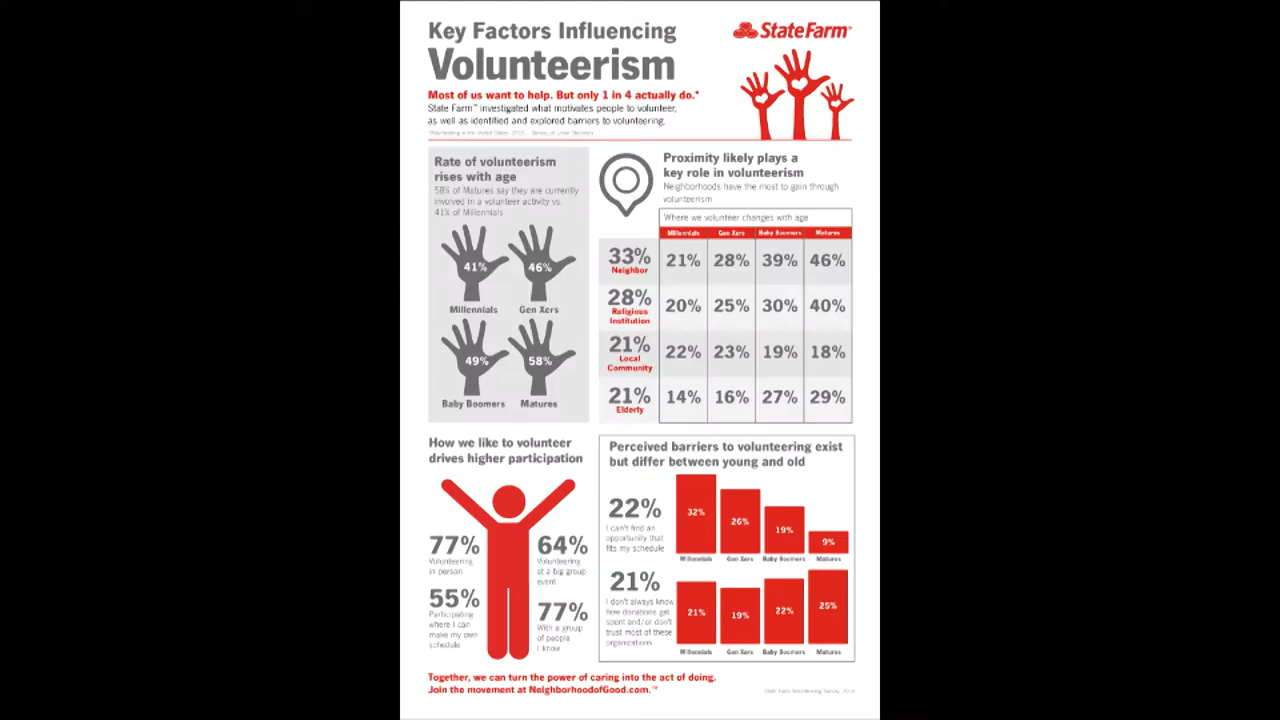 Key Factors Influencing
Volunteerism
StateFarm®
Most of us want to help. But only 1 in 4 actually do.*
State Farm™ investigated what motivates people to volunteer,
as well as identified and explored barriers to volunteering.
Rate of volunteerism
rises with age
58% of Matures say they are currently
involved in a volunteer activity vs.
41% of Millennials
41%
46%
Millennials
Gen Xers
49%
58%
Baby Boomers
Matures
Proximity likely plays a
key role in volunteerism
Neighborhoods have the most to gain through
volunteerism
Where we volunteer changes with age
Millennials Gen Xers Baby Boomers Matures
33%
Neighbor
21% 28% 39% 46%
28%
Religious
Institution
20% 25% 30% 40%
21%
Local
Community
22% 23% 19% 18%
21%
Elderly
14% 16% 27% 29%
How we like to volunteer
drives higher participation
77%
Volunteering
in person
64%
Volunteering
at a big group
event
55%
Participating
where I can
make my own
schedule
77%
With a group
of people
I know
Perceived barriers to volunteering exist
but differ between young and old
22%
I can't find an
opportunity that
fits my schedule
32%
26%
19%
9%
Millennials Gen Xers Baby Boomers Matures
21%
I don't always know
how donations get
spent and/or don't
trust most of these
organizations
21%
19%
22%
25%
Millennials Gen Xers Baby Boomers Matures
Together, we can turn the power of caring into the act of doing.
Join the movement at NeighborhoodofGood.com.™